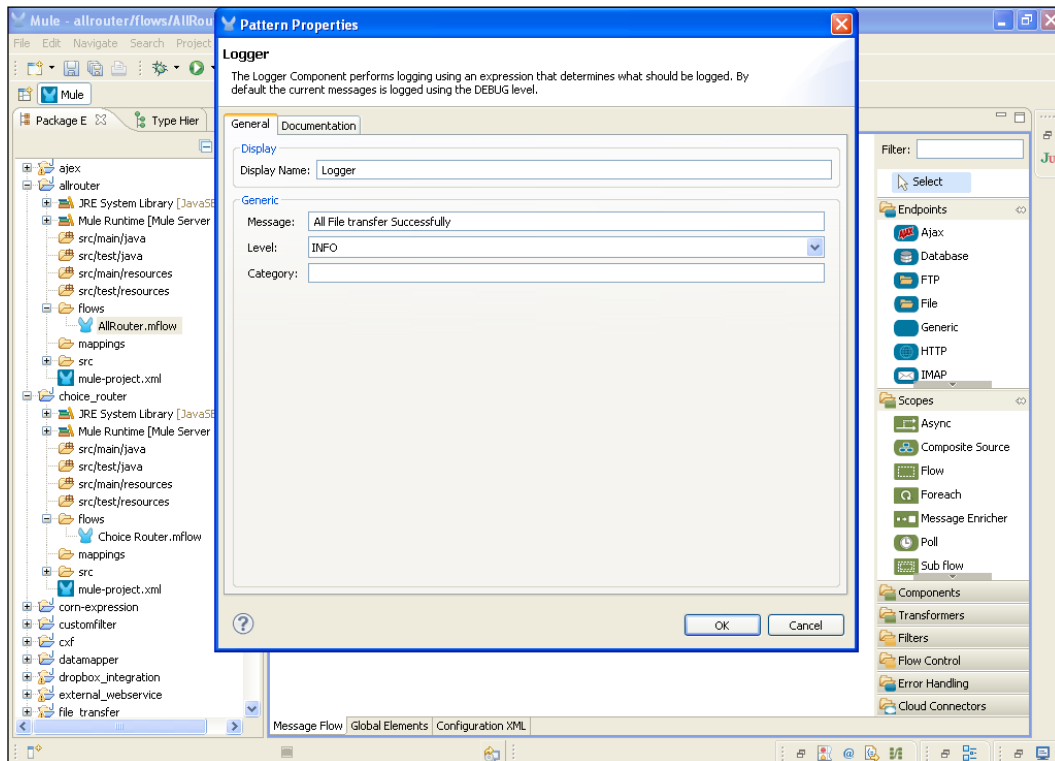 Mule - allrouter/flows/AllRou
File Edit Navigate Search Project
Mule
Package E
Type Hier
ajex
allrouter
JRE System Library [JavaSE
Mule Runtime [Mule Server
src/main/java
src/test/java
src/main/resources
src/test/resources
flows
AllRouter.mflow
mappings
src
mule-project.xml
choice_router
JRE System Library [JavaSE
Mule Runtime [Mule Server
src/main/java
src/test/java
src/main/resources
src/test/resources
flows
Choice Router.mflow
mappings
src
mule-project.xml
corn-expression
customfilter
cxf
datamapper
dropbox_integration
external_webservice
file_transfer
Pattern Properties
Logger
The Logger Component performs logging using an expression that determines what should be logged. By
default the current messages is logged using the DEBUG level.
General Documentation
Display
Display Name: Logger
Generic
Message: All File transfer Successfully
Level: INFO
Category:
OK Cancel
Message Flow Global Elements Configuration XML
Filter:
Select
Endpoints
Ajax
Database
FTP
File
Generic
HTTP
IMAP
Scopes
Async
Composite Source
Flow
Foreach
Message Enricher
Poll
Sub flow
Components
Transformers
Filters
Flow Control
Error Handling
Cloud Connectors
Ju